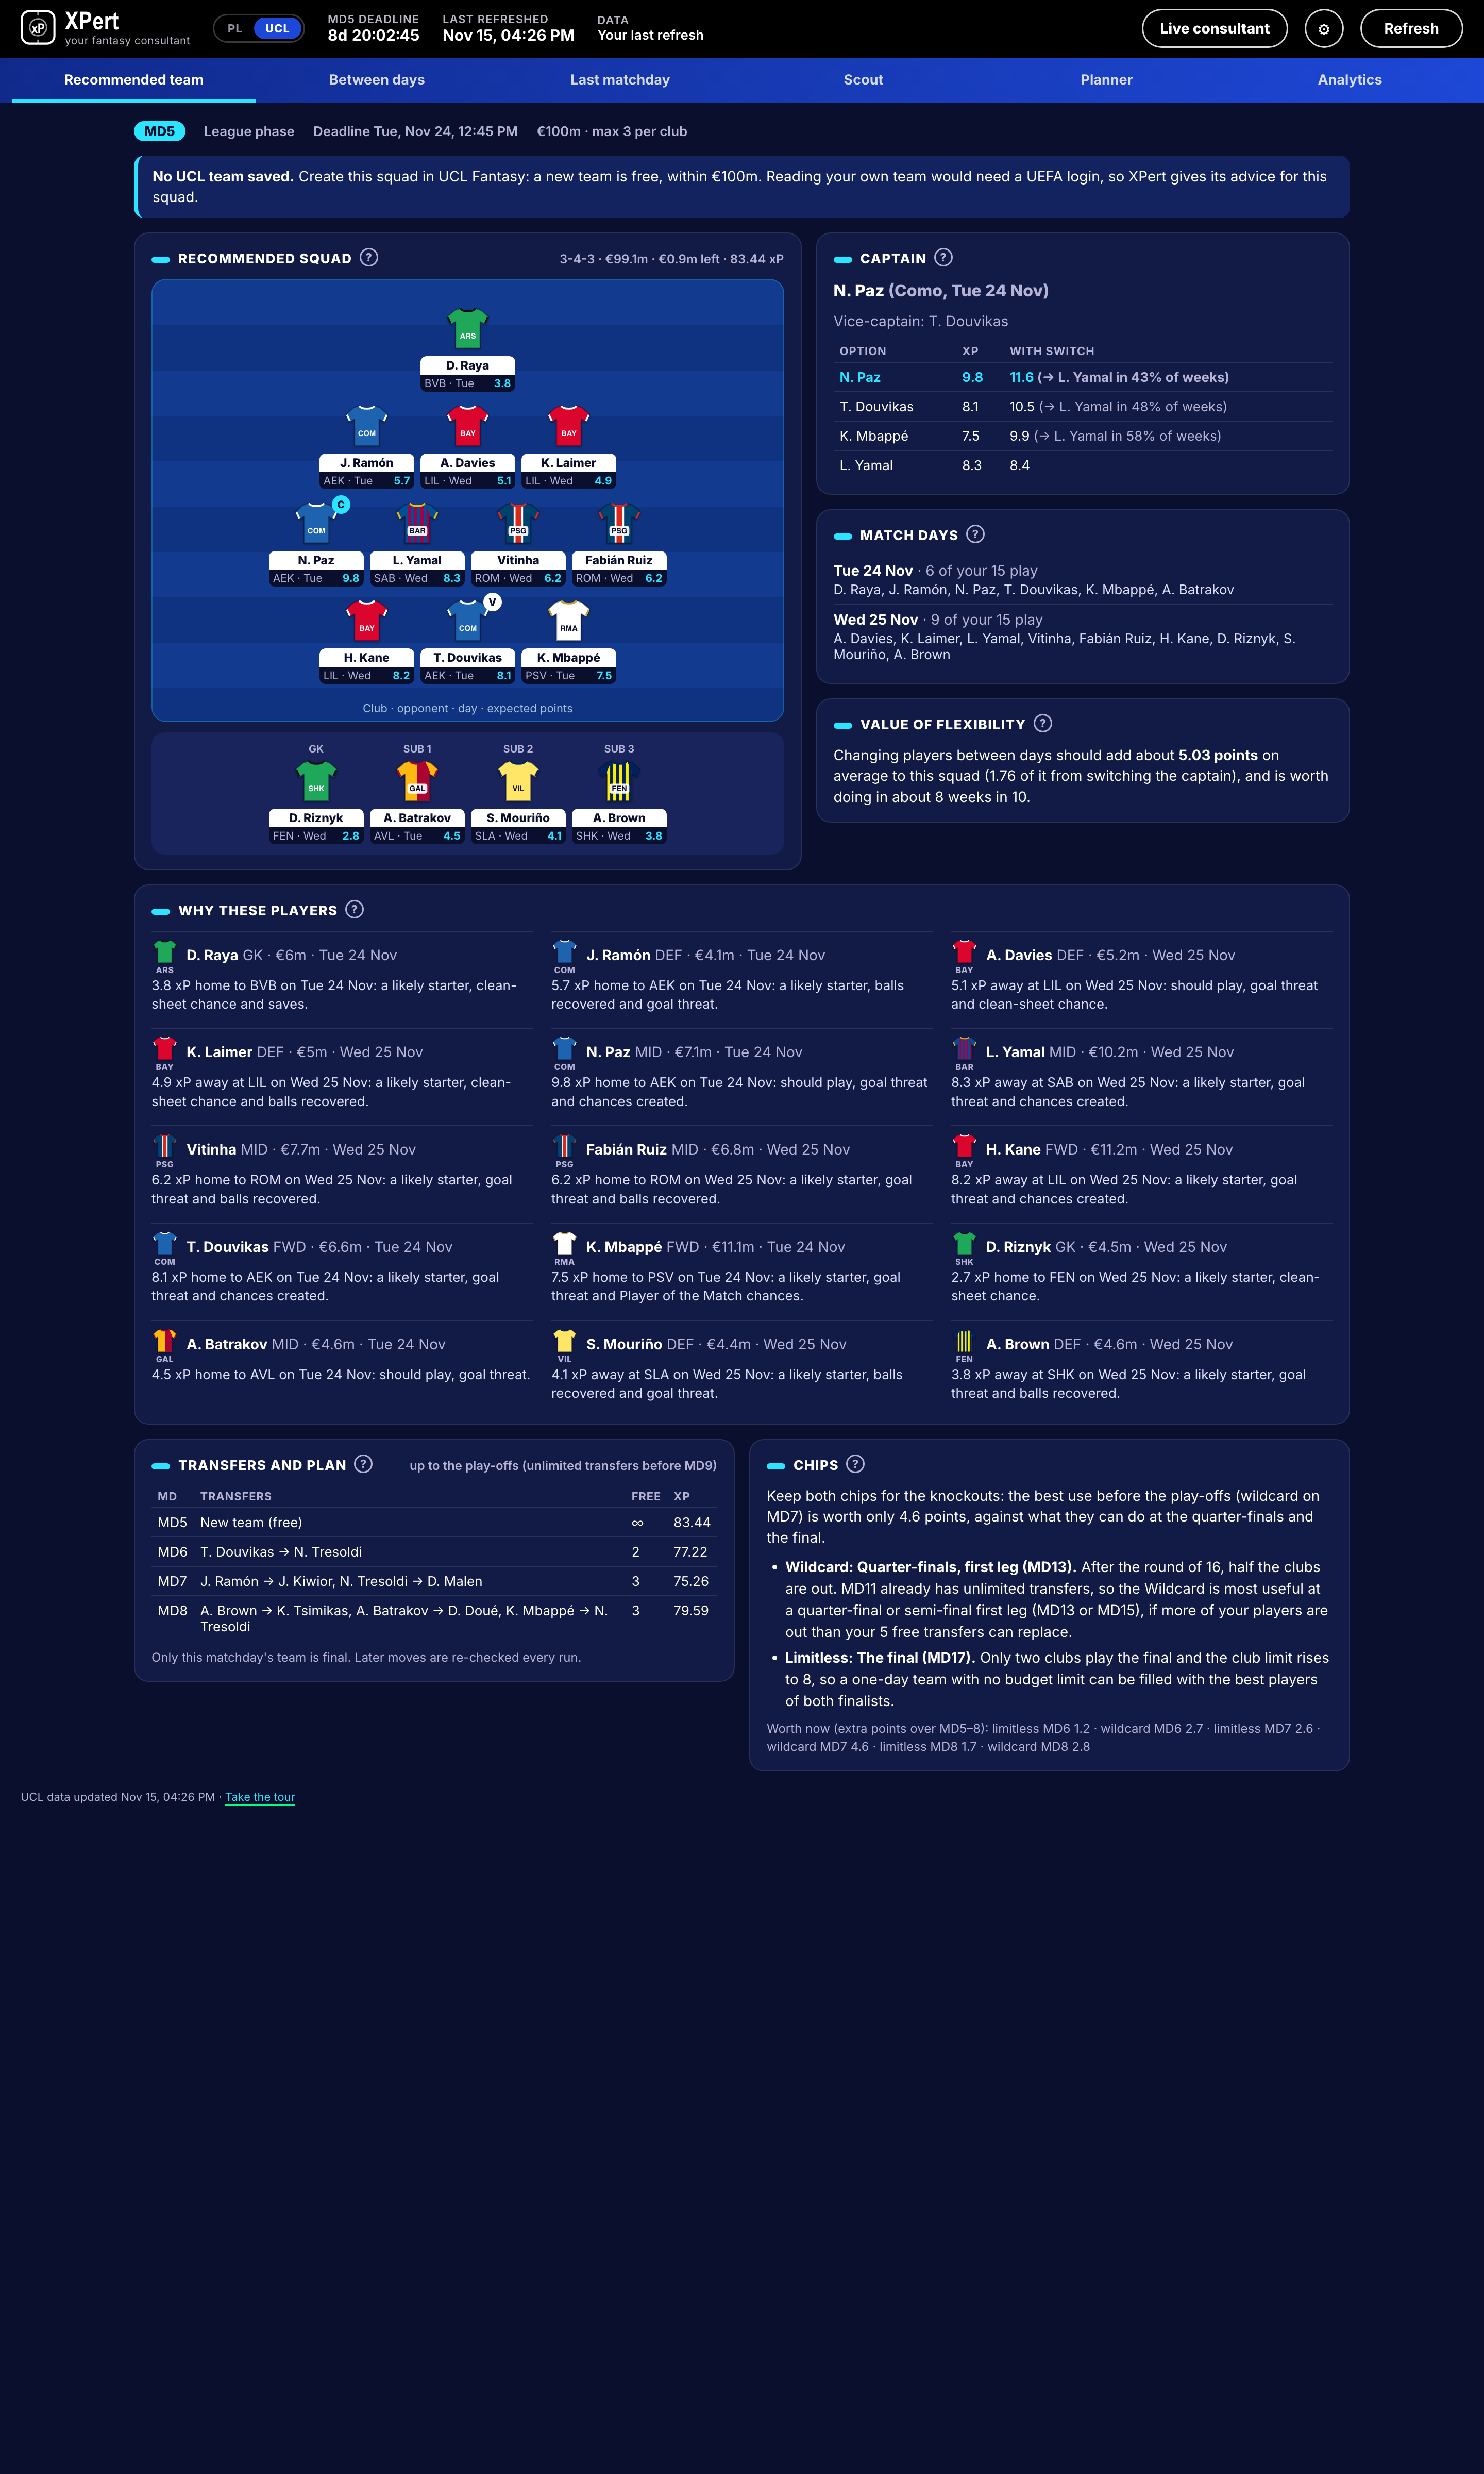 xP
XPert
your fantasy consultant
PL UCL
MD5 DEADLINE
8d 20:02:45
LAST REFRESHED
Nov 15, 04:26 PM
DATA
Your last refresh
Live consultant
⚙
Refresh
Recommended team Between days Last matchday Scout Planner Analytics
MD5 League phase Deadline Tue, Nov 24, 12:45 PM €100m · max 3 per club
No UCL team saved. Create this squad in UCL Fantasy: a new team is free, within €100m. Reading your own team would need a UEFA login, so XPert gives its advice for this
squad.
RECOMMENDED SQUAD ? 3-4-3 · €99.1m · €0.9m left · 83.44 xP
ARS
D. Raya
BVB · Tue 3.8
COM BAY BAY
J. Ramón A. Davies K. Laimer
AEK · Tue 5.7 LIL · Wed 5.1 LIL · Wed 4.9
C
COM BAR PSG PSG
N. Paz L. Yamal Vitinha Fabián Ruiz
AEK · Tue 9.8 SAB · Wed 8.3 ROM · Wed 6.2 ROM · Wed 6.2
V
BAY COM RMA
H. Kane T. Douvikas K. Mbappé
LIL · Wed 8.2 AEK · Tue 8.1 PSV · Tue 7.5
Club · opponent · day · expected points
GK SUB 1 SUB 2 SUB 3
SHK GAL VIL FEN
D. Riznyk A. Batrakov S. Mouriño A. Brown
FEN · Wed 2.8 AVL · Tue 4.5 SLA · Wed 4.1 SHK · Wed 3.8
CAPTAIN ?
N. Paz (Como, Tue 24 Nov)
Vice-captain: T. Douvikas
OPTION XP WITH SWITCH
N. Paz 9.8 11.6 (→ L. Yamal in 43% of weeks)
T. Douvikas 8.1 10.5 (→ L. Yamal in 48% of weeks)
K. Mbappé 7.5 9.9 (→ L. Yamal in 58% of weeks)
L. Yamal 8.3 8.4
MATCH DAYS ?
Tue 24 Nov · 6 of your 15 play
D. Raya, J. Ramón, N. Paz, T. Douvikas, K. Mbappé, A. Batrakov
Wed 25 Nov · 9 of your 15 play
A. Davies, K. Laimer, L. Yamal, Vitinha, Fabián Ruiz, H. Kane, D. Riznyk, S.
Mouriño, A. Brown
VALUE OF FLEXIBILITY ?
Changing players between days should add about 5.03 points on
average to this squad (1.76 of it from switching the captain), and is worth
doing in about 8 weeks in 10.
WHY THESE PLAYERS ?
ARS
D. Raya GK · €6m · Tue 24 Nov
3.8 xP home to BVB on Tue 24 Nov: a likely starter, clean-
sheet chance and saves.
COM
J. Ramón DEF · €4.1m · Tue 24 Nov
5.7 xP home to AEK on Tue 24 Nov: a likely starter, balls
recovered and goal threat.
BAY
A. Davies DEF · €5.2m · Wed 25 Nov
5.1 xP away at LIL on Wed 25 Nov: should play, goal threat
and clean-sheet chance.
BAY
K. Laimer DEF · €5m · Wed 25 Nov
4.9 xP away at LIL on Wed 25 Nov: a likely starter, clean-
sheet chance and balls recovered.
COM
N. Paz MID · €7.1m · Tue 24 Nov
9.8 xP home to AEK on Tue 24 Nov: should play, goal threat
and chances created.
BAR
L. Yamal MID · €10.2m · Wed 25 Nov
8.3 xP away at SAB on Wed 25 Nov: a likely starter, goal
threat and chances created.
PSG
Vitinha MID · €7.7m · Wed 25 Nov
6.2 xP home to ROM on Wed 25 Nov: a likely starter, goal
threat and balls recovered.
PSG
Fabián Ruiz MID · €6.8m · Wed 25 Nov
6.2 xP home to ROM on Wed 25 Nov: a likely starter, goal
threat and balls recovered.
BAY
H. Kane FWD · €11.2m · Wed 25 Nov
8.2 xP away at LIL on Wed 25 Nov: a likely starter, goal
threat and chances created.
COM
T. Douvikas FWD · €6.6m · Tue 24 Nov
8.1 xP home to AEK on Tue 24 Nov: a likely starter, goal
threat and chances created.
RMA
K. Mbappé FWD · €11.1m · Tue 24 Nov
7.5 xP home to PSV on Tue 24 Nov: a likely starter, goal
threat and Player of the Match chances.
SHK
D. Riznyk GK · €4.5m · Wed 25 Nov
2.7 xP home to FEN on Wed 25 Nov: a likely starter, clean-
sheet chance.
GAL
A. Batrakov MID · €4.6m · Tue 24 Nov
4.5 xP home to AVL on Tue 24 Nov: should play, goal threat.
VIL
S. Mouriño DEF · €4.4m · Wed 25 Nov
4.1 xP away at SLA on Wed 25 Nov: a likely starter, balls
recovered and goal threat.
FEN
A. Brown DEF · €4.6m · Wed 25 Nov
3.8 xP away at SHK on Wed 25 Nov: a likely starter, goal
threat and balls recovered.
TRANSFERS AND PLAN ? up to the play-offs (unlimited transfers before MD9)
MD TRANSFERS FREE XP
MD5 New team (free) ∞ 83.44
MD6 T. Douvikas → N. Tresoldi 2 77.22
MD7 J. Ramón → J. Kiwior, N. Tresoldi → D. Malen 3 75.26
MD8 A. Brown → K. Tsimikas, A. Batrakov → D. Doué, K. Mbappé → N. 3 79.59
Tresoldi
Only this matchday's team is final. Later moves are re-checked every run.
CHIPS ?
Keep both chips for the knockouts: the best use before the play-offs (wildcard on
MD7) is worth only 4.6 points, against what they can do at the quarter-finals and
the final.
• Wildcard: Quarter-finals, first leg (MD13). After the round of 16, half the clubs
are out. MD11 already has unlimited transfers, so the Wildcard is most useful at
a quarter-final or semi-final first leg (MD13 or MD15), if more of your players are
out than your 5 free transfers can replace.
• Limitless: The final (MD17). Only two clubs play the final and the club limit rises
to 8, so a one-day team with no budget limit can be filled with the best players
of both finalists.
Worth now (extra points over MD5–8): limitless MD6 1.2 · wildcard MD6 2.7 · limitless MD7 2.6 ·
wildcard MD7 4.6 · limitless MD8 1.7 · wildcard MD8 2.8
UCL data updated Nov 15, 04:26 PM · Take the tour